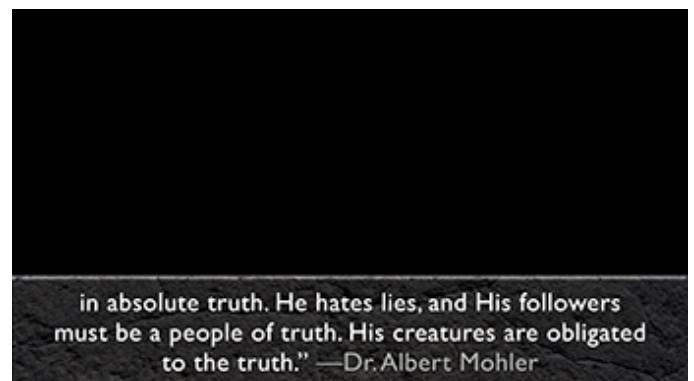 in absolute truth. He hates lies, and His followers
must be a people of truth. His creatures are obligated
to the truth.” —Dr. Albert Mohler